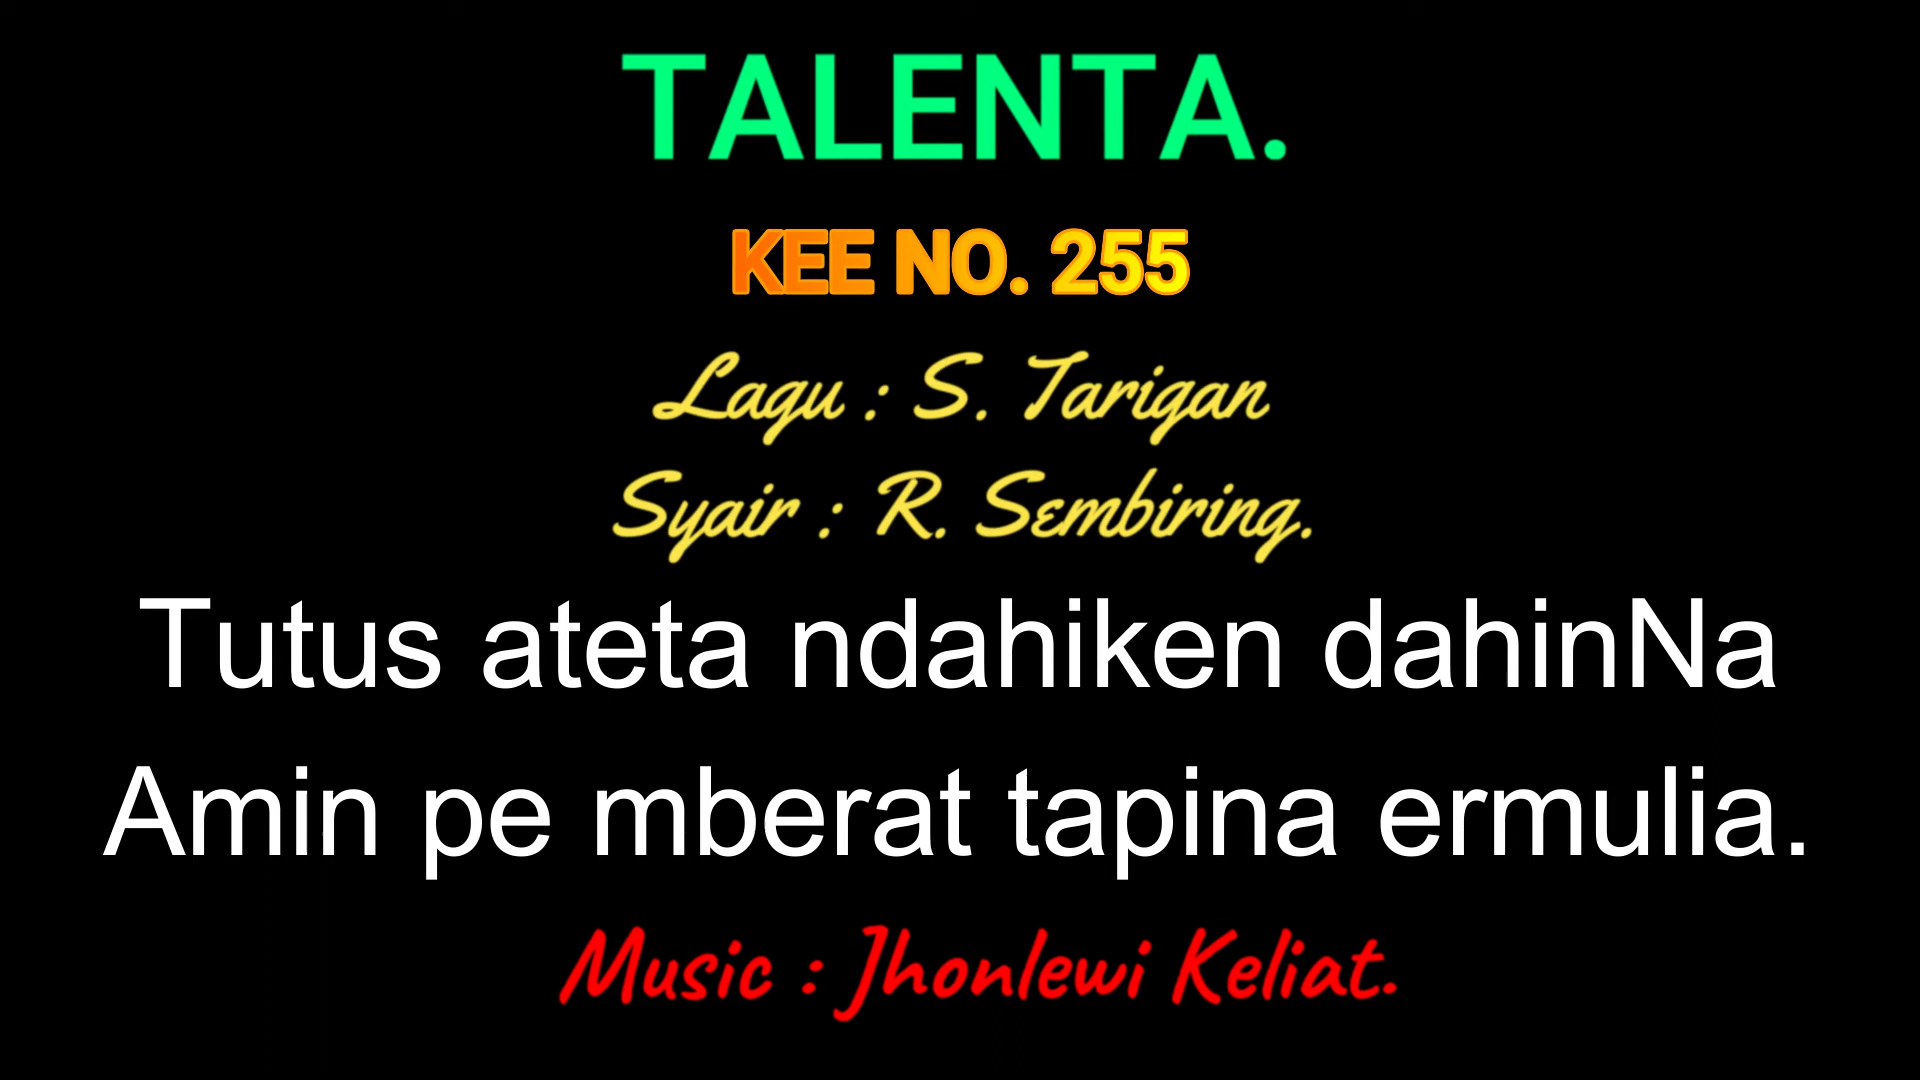 TALENTA.
KEE NO. 255
Lagu : S. Tarigan
Syair : R. Sembiring.
Tutus ateta ndahiken dahinNa
Amin pe mberat tapina ermulia.
Music : Jhonlewi Keliat.